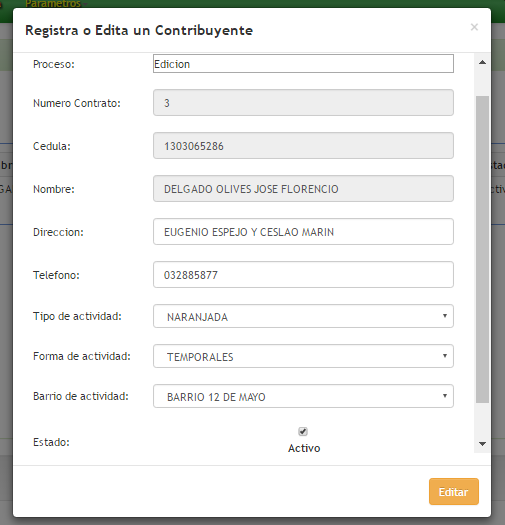 Parametros
Registra o Edita un Contribuyente ×
Proceso: Edicion
Numero Contrato: 3
Cedula: 1303065286
Nombre: DELGADO OLIVES JOSE FLORENCIO
Direccion: EUGENIO ESPEJO Y CESLAO MARIN
Telefono: 032885877
Tipo de actividad: NARANJADA
Forma de actividad: TEMPORALES
Barrio de actividad: BARRIO 12 DE MAYO
Estado:
Activo
Editar